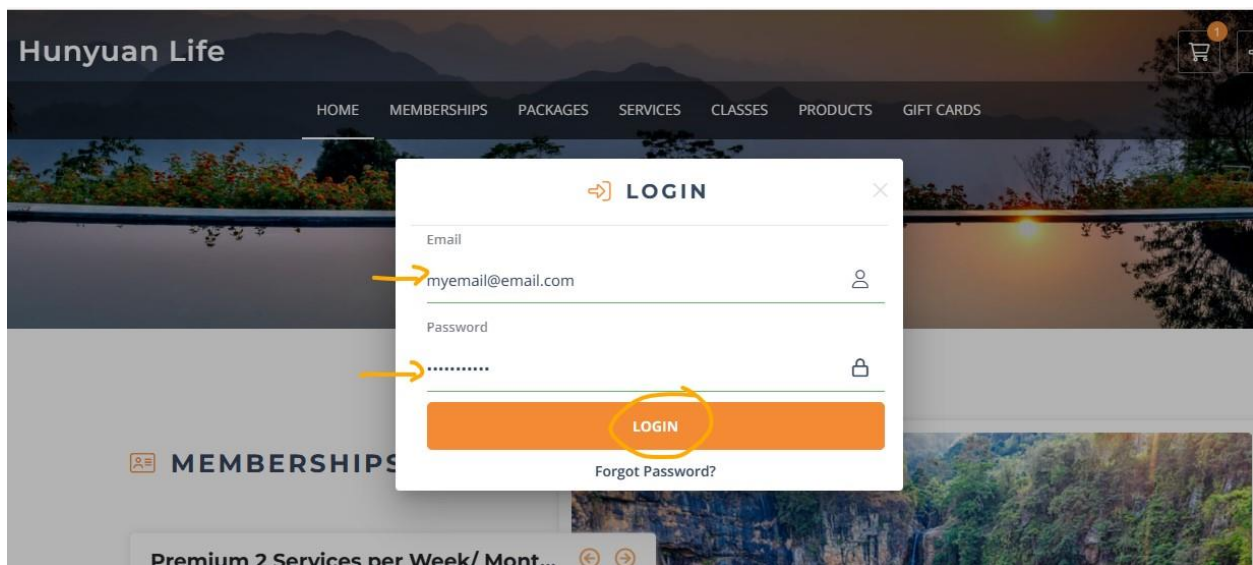 Hunyuan Life
1
HOME MEMBERSHIPS PACKAGES SERVICES CLASSES PRODUCTS GIFT CARDS
LOGIN
Email
myemail@email.com
Password
•••••••••••
LOGIN
Forgot Password?
MEMBERSHIPS
Premium 2 Services per Week/ Mont...